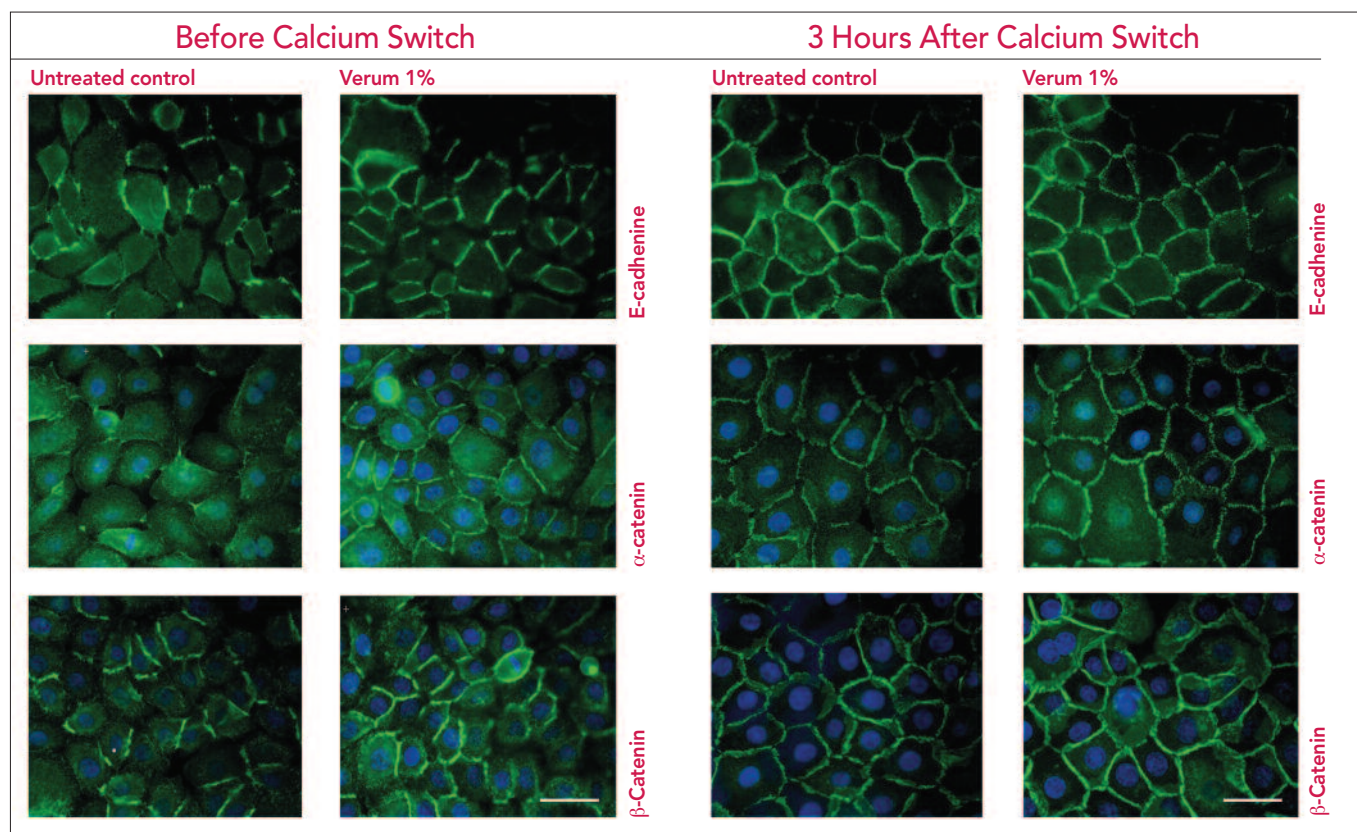 Before Calcium Switch
3 Hours After Calcium Switch
Untreated control
Verum 1%
Untreated control
Verum 1%
E-cadhenine
E-cadhenine
α-catenin
α-catenin
β-Catenin
β-Catenin